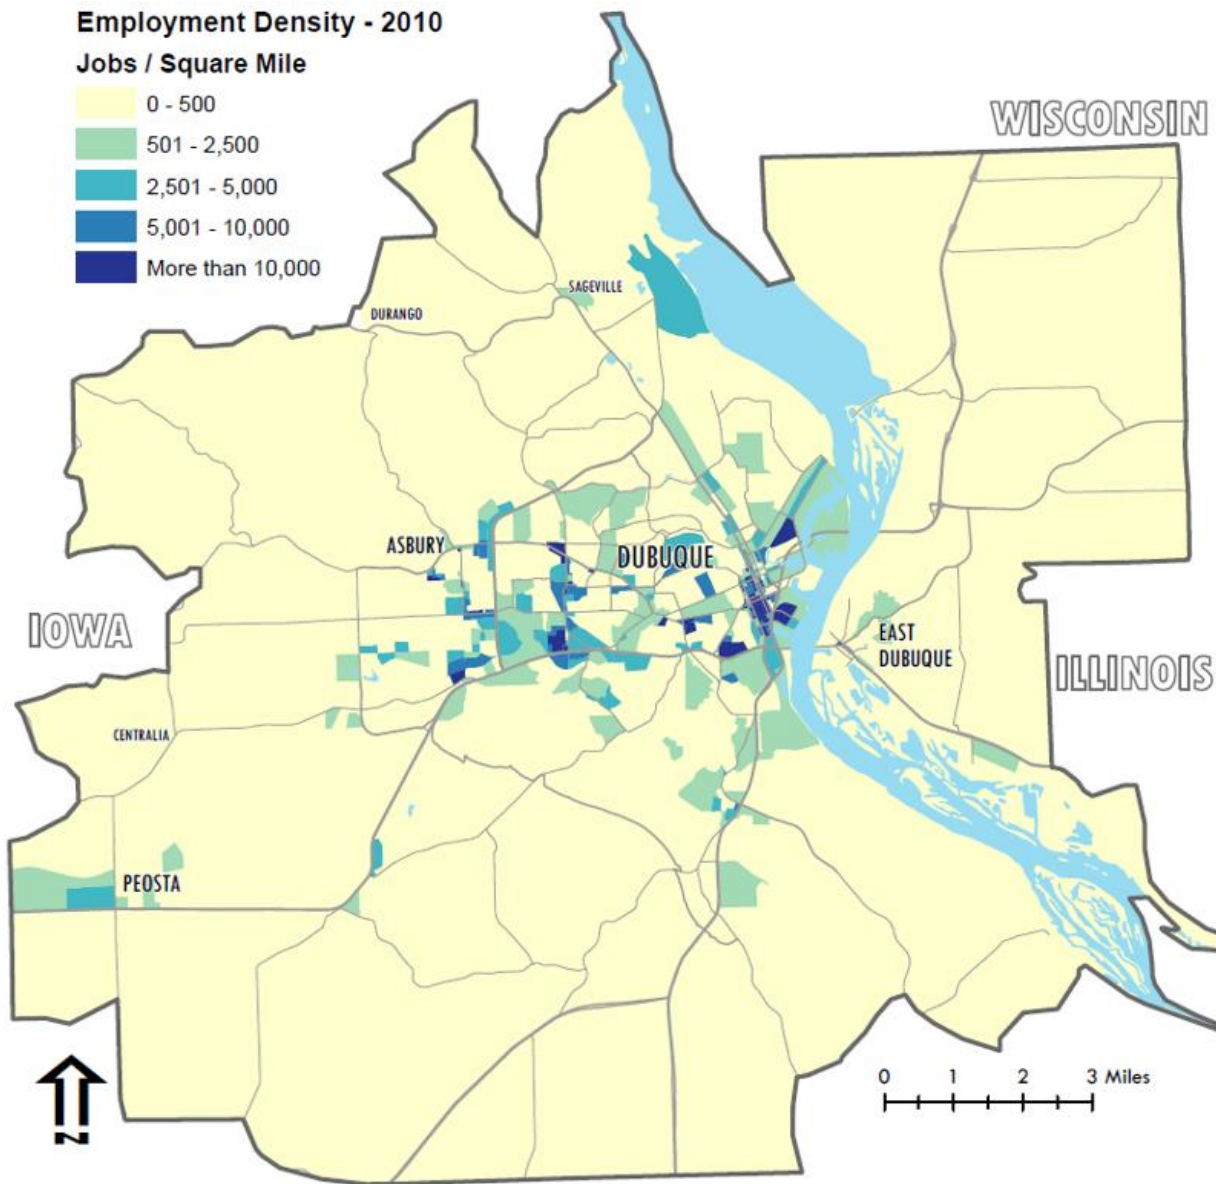 Employment Density - 2010
Jobs / Square Mile
0 - 500
501 - 2,500
2,501 - 5,000
5,001 - 10,000
More than 10,000
WISCONSIN
SAGEVILLE
DURANGO
ASBURY
DUBUQUE
IOWA
EAST
DUBUQUE
ILLINOIS
CENTRALIA
PEOSTA
0 1 2 3 Miles
N